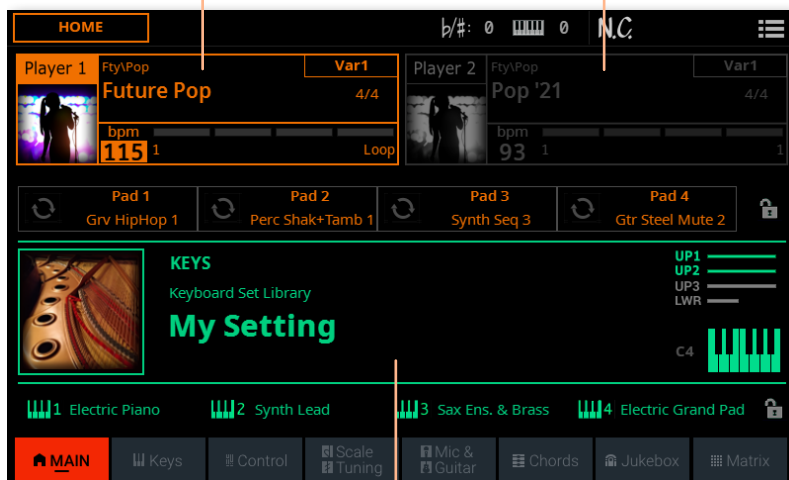 HOME
b/#: 0 0 N.C.
Player 1 Fty\Pop Var1
Future Pop 4/4
bpm
115 1 Loop
Player 2 Fty\Pop Var1
Pop '21 4/4
bpm
93 1 1
Pad 1
Grv HipHop 1
Pad 2
Perc Shak+Tamb 1
Pad 3
Synth Seq 3
Pad 4
Gtr Steel Mute 2
KEYS
Keyboard Set Library
My Setting
UP1
UP2
UP3
LWR
C4
1 Electric Piano
2 Synth Lead
3 Sax Ens. & Brass
4 Electric Grand Pad
MAIN
Keys
Control
Scale
Tuning
Mic &
Guitar
Chords
Jukebox
Matrix